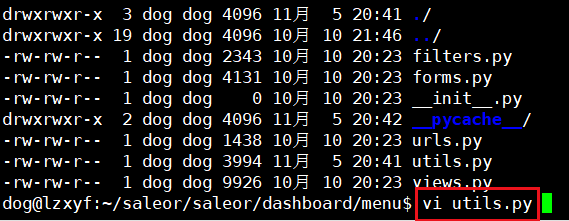 drwxrwxr-x  3 dog dog 4096 11月  5 20:41 ./
drwxrwxr-x 19 dog dog 4096 10月 10 21:46 ../
-rw-rw-r--  1 dog dog 2343 10月 10 20:23 filters.py
-rw-rw-r--  1 dog dog 4131 10月 10 20:23 forms.py
-rw-rw-r--  1 dog dog    0 10月 10 20:23 __init__.py
drwxrwxr-x  2 dog dog 4096 11月  5 20:42 __pycache__/
-rw-rw-r--  1 dog dog 1438 10月 10 20:23 urls.py
-rw-rw-r--  1 dog dog 3994 11月  5 20:41 utils.py
-rw-rw-r--  1 dog dog 9926 10月 10 20:23 views.py
dog@lzxyf:~/saleor/saleor/dashboard/menu$ vi utils.py